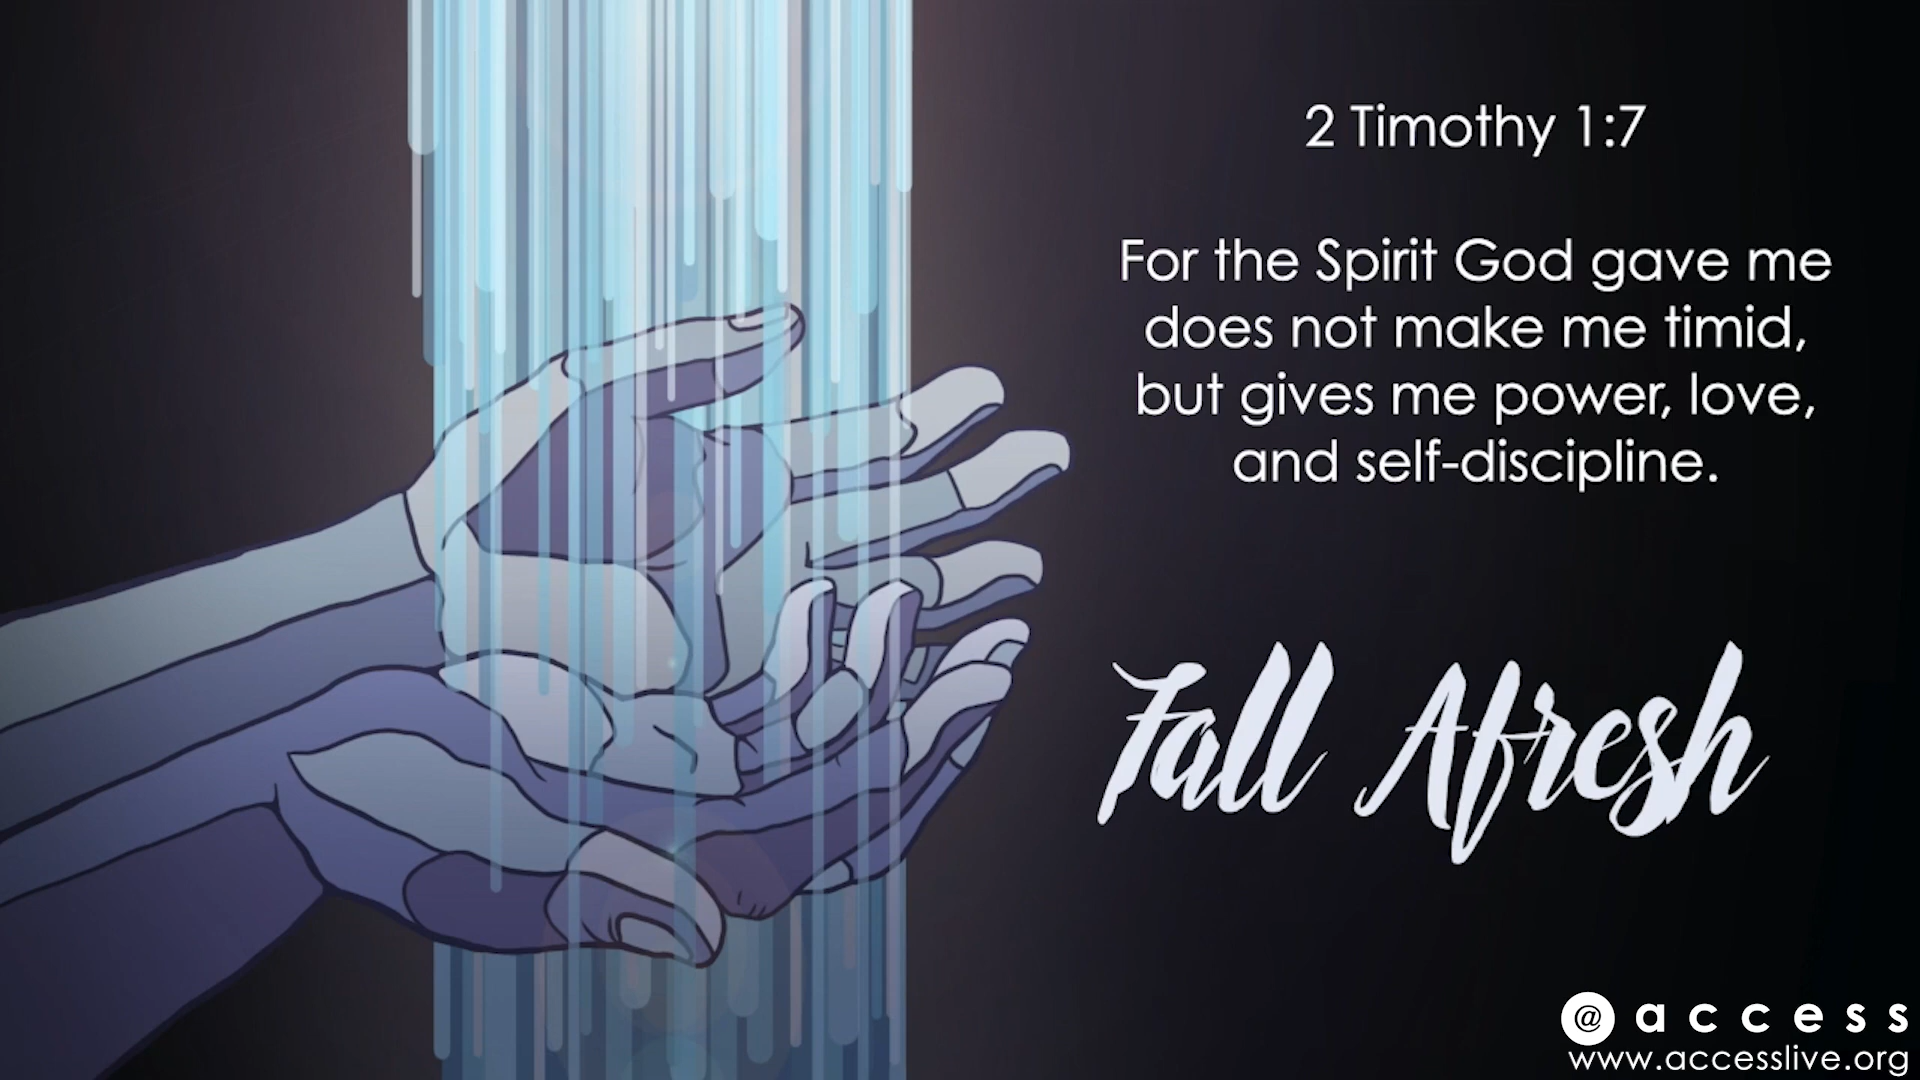 2 Timothy 1:7
For the Spirit God gave me
does not make me timid,
but gives me power, love,
and self-discipline.
Fall Afresh
@ access
www.accesslive.org